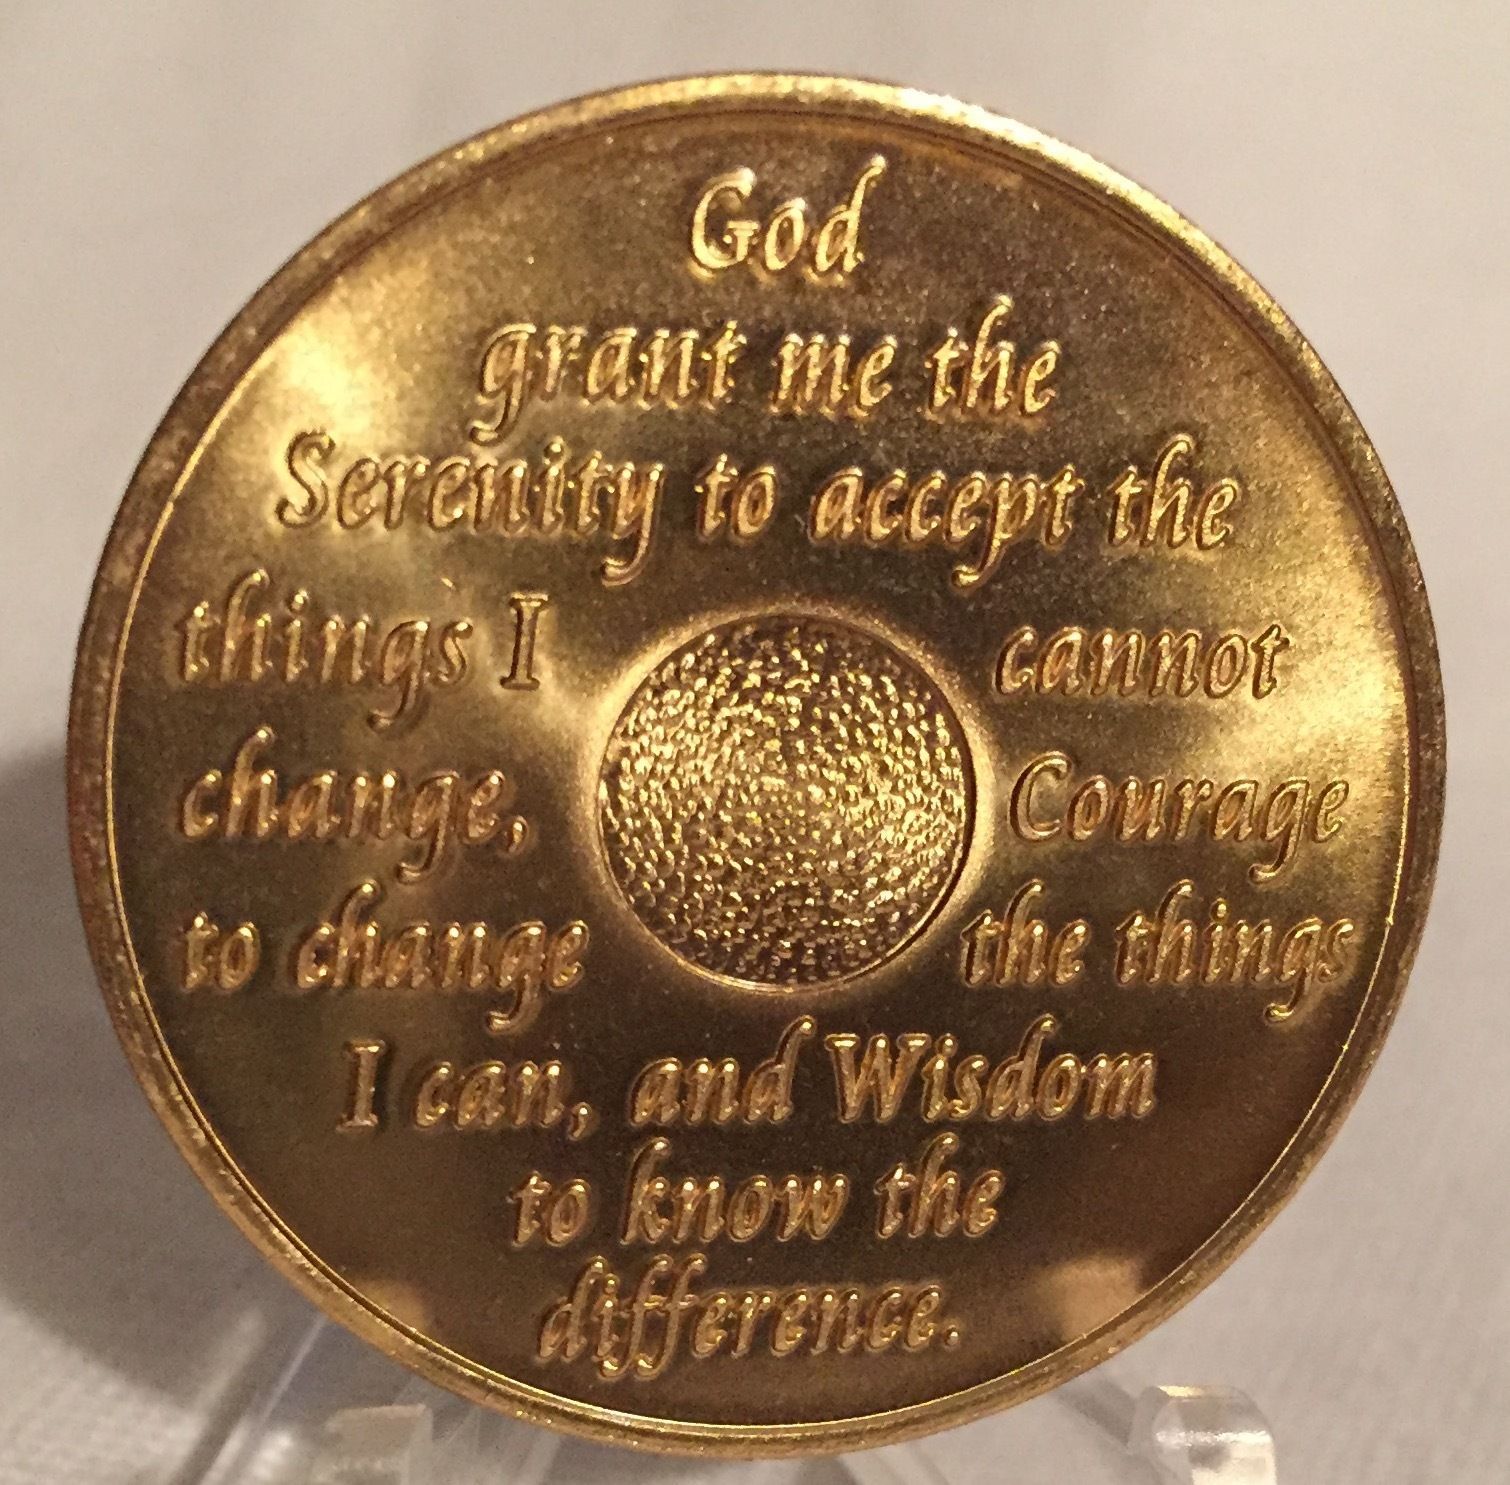 God
grant me the
Serenity to accept the
things I cannot
change, Courage
to change the things
I can, and Wisdom
to know the
difference.